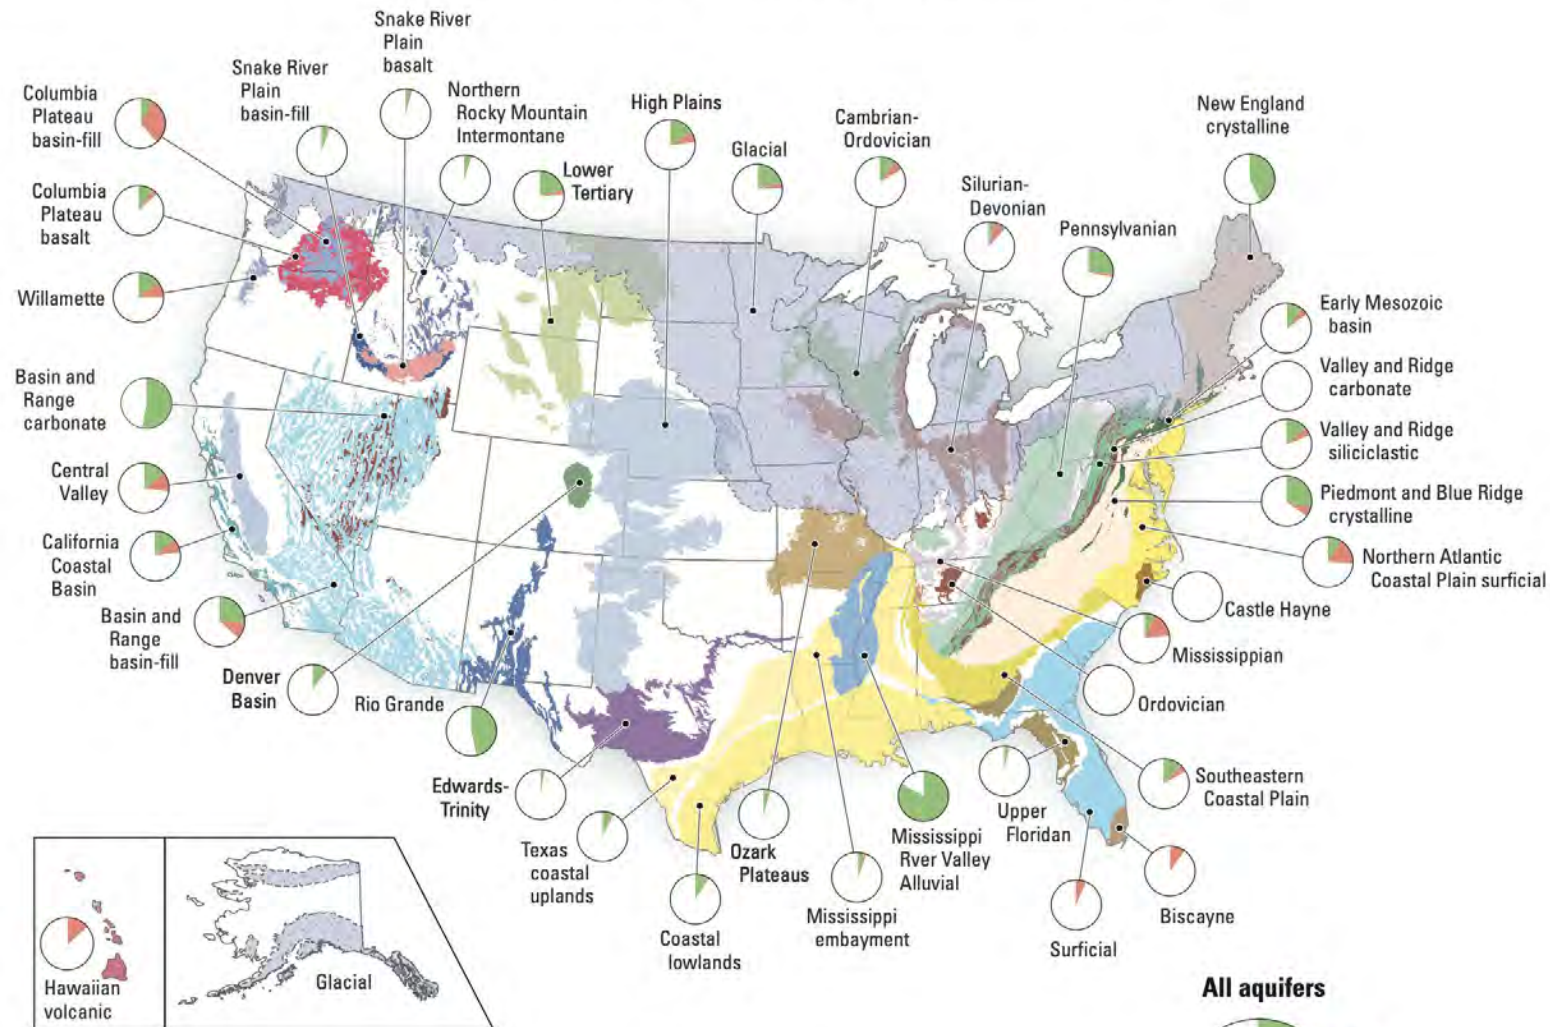 Snake River
Plain
basalt
Snake River
Plain
basin-fill
Northern
Rocky Mountain
Intermontane
Columbia
Plateau
basin-fill
High Plains
Cambrian-
Ordovician
New England
crystalline
Glacial
Lower
Tertiary
Silurian-
Devonian
Columbia
Plateau
basalt
Pennsylvanian
Willamette
Early Mesozoic
basin
Valley and Ridge
carbonate
Basin and
Range
carbonate
Valley and Ridge
siliciclastic
Central
Valley
Piedmont and Blue Ridge
crystalline
California
Coastal
Basin
Northern Atlantic
Coastal Plain surficial
Castle Hayne
Basin and
Range
basin-fill
Mississippian
Denver
Basin
Rio Grande
Ordovician
Edwards-
Trinity
Southeastern
Coastal Plain
Upper
Floridan
Texas
coastal
uplands
Ozark
Plateaus
Mississippi
Rver Valley
Alluvial
Mississippi
embayment
Biscayne
Coastal
lowlands
Surficial
Hawaiian
volcanic
Glacial
All aquifers